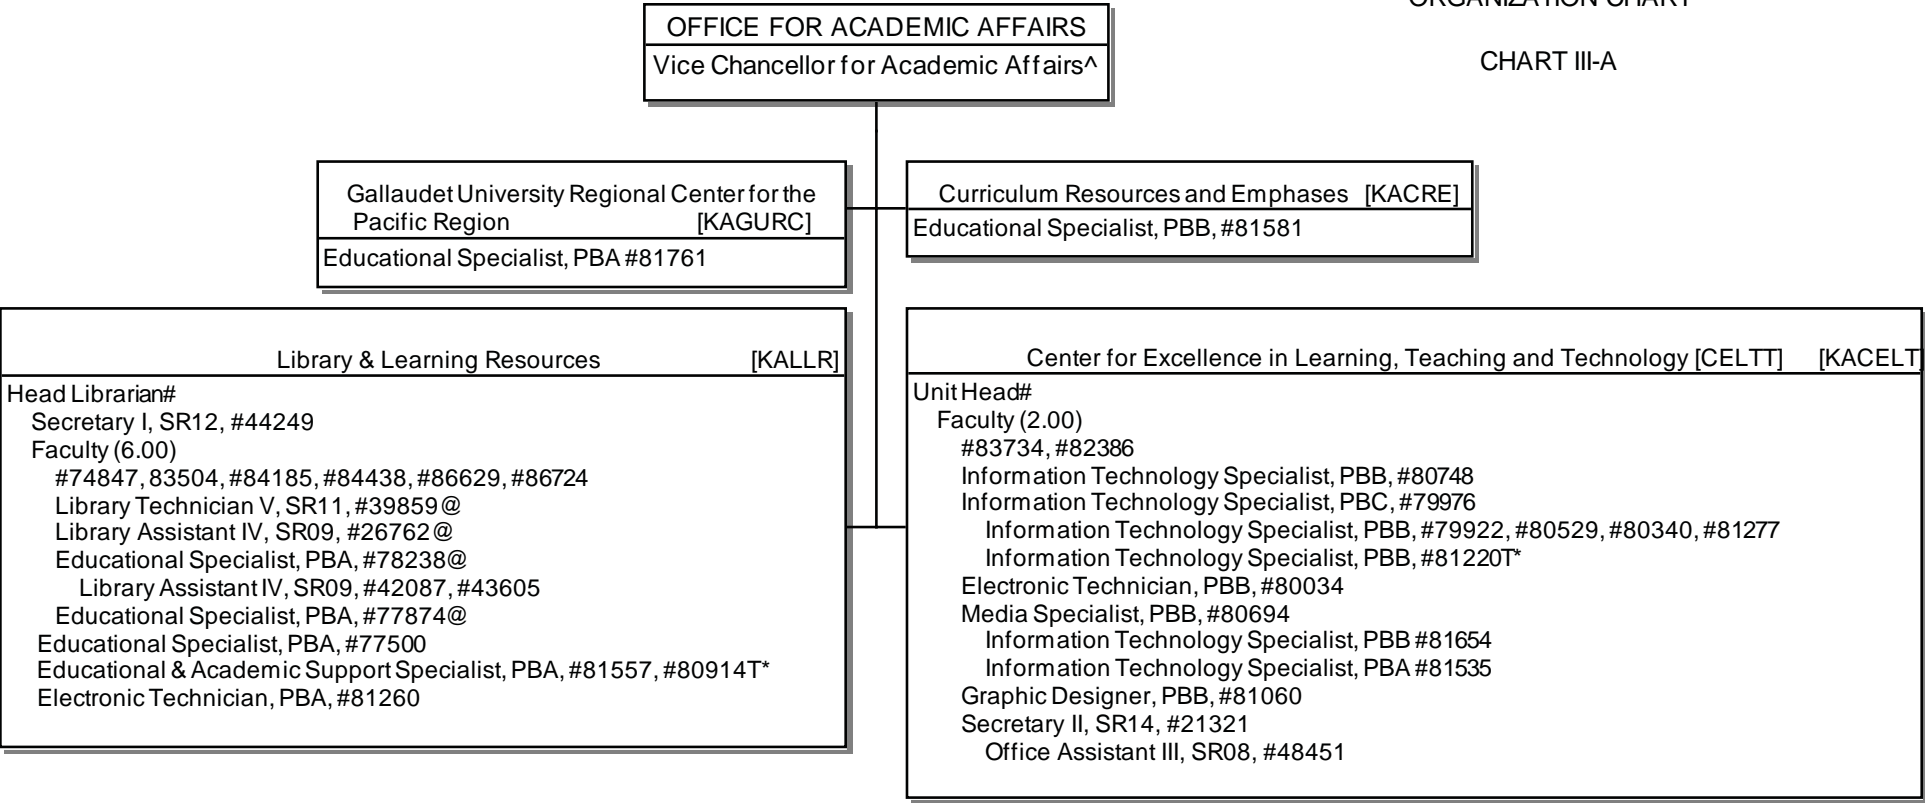 ORGANIZATION CHART
CHART III-A
OFFICE FOR ACADEMIC AFFAIRS
Vice Chancellor for Academic Affairs^
Gallaudet University Regional Center for the
Pacific Region [KAGURC]
Educational Specialist, PBA #81761
Curriculum Resources and Emphases [KACRE]
Educational Specialist, PBB, #81581
Library & Learning Resources [KALLR]
Head Librarian#
Secretary I, SR12, #44249
Faculty (6.00)
#74847, 83504, #84185, #84438, #86629, #86724
Library Technician V, SR11, #39859@
Library Assistant IV, SR09, #26762@
Educational Specialist, PBA, #78238@
Library Assistant IV, SR09, #42087, #43605
Educational Specialist, PBA, #77874@
Educational Specialist, PBA, #77500
Educational & Academic Support Specialist, PBA, #81557, #80914T*
Electronic Technician, PBA, #81260
Center for Excellence in Learning, Teaching and Technology [CELTT] [KACELT]
Unit Head#
Faculty (2.00)
#83734, #82386
Information Technology Specialist, PBB, #80748
Information Technology Specialist, PBC, #79976
Information Technology Specialist, PBB, #79922, #80529, #80340, #81277
Information Technology Specialist, PBB, #81220T*
Electronic Technician, PBB, #80034
Media Specialist, PBB, #80694
Information Technology Specialist, PBB #81654
Information Technology Specialist, PBA #81535
Graphic Designer, PBB, #81060
Secretary II, SR14, #21321
Office Assistant III, SR08, #48451